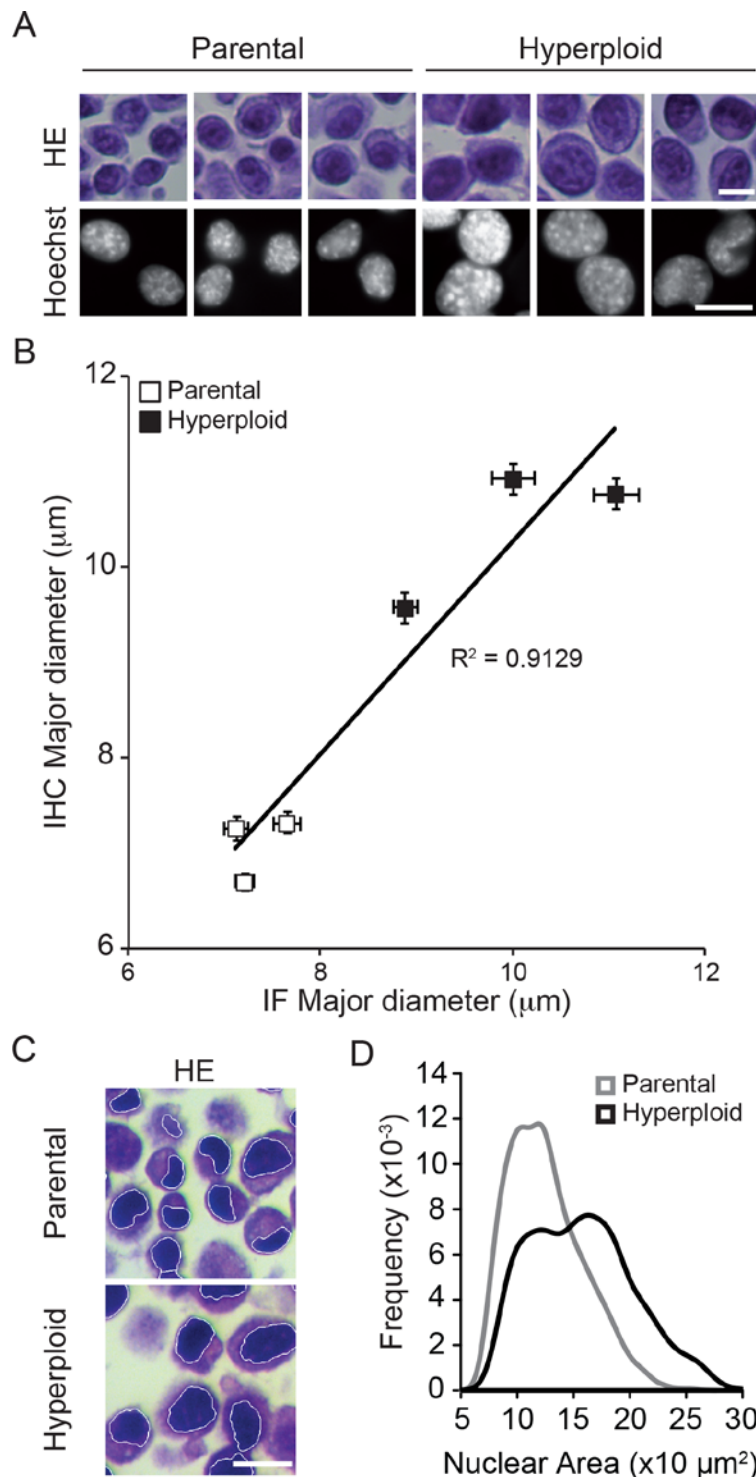 A
Parental Hyperploid
HE
Hoechst
B
12
Parental
Hyperploid
10
IHC Major diameter (μm)
R² = 0.9129
8
6
6 8 10 12
IF Major diameter (μm)
C
HE
Parental
Hyperploid
D
14
Parental
12
Hyperploid
10
8
Frequency (x10⁻³)
6
4
2
0
5 10 15 20 25 30
Nuclear Area (x10 μm²)